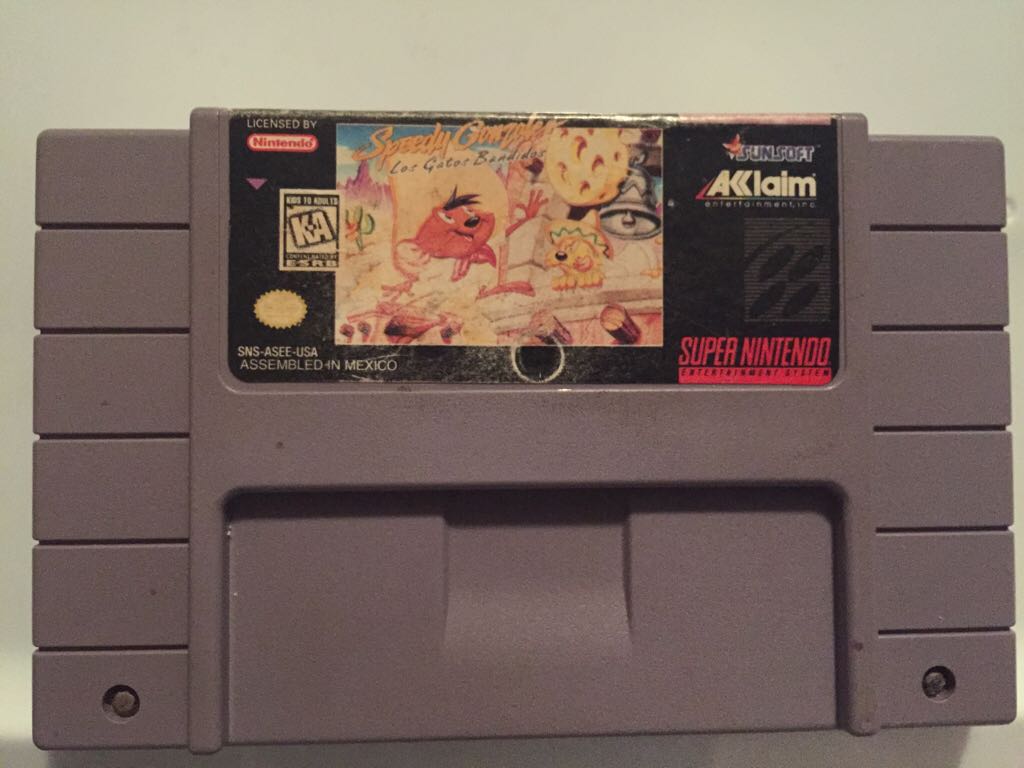 LICENSED BY
Nintendo
KIDS TO ADULTS
K-A
CONTENT RATED BY
ESRB
SNS-ASEE-USA
ASSEMBLED IN MEXICO
Speedy Gonzales
Los Gatos Bandidos
SUNSOFT
AKklaim
entertainment, inc.
SUPER NINTENDO
ENTERTAINMENT SYSTEM